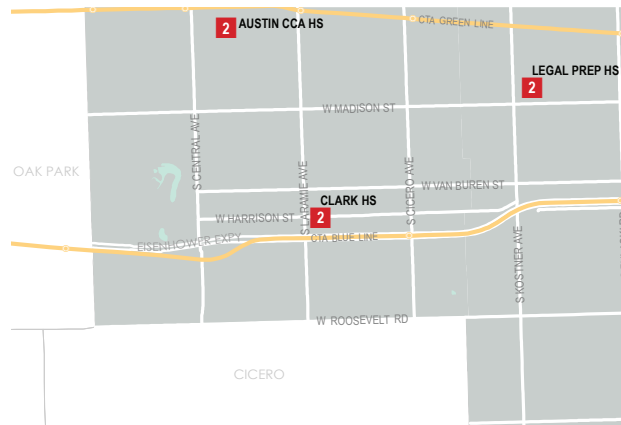 CTA GREEN LINE
2 AUSTIN CCA HS
LEGAL PREP HS
2
W MADISON ST
S CENTRAL AVE
S LARAMIE AVE
S CICERO AVE
OAK PARK
W VAN BUREN ST
CLARK HS
2
W HARRISON ST
EISENHOWER EXPY
CTA BLUE LINE
S KOSTNER AVE
W ROOSEVELT RD
CICERO